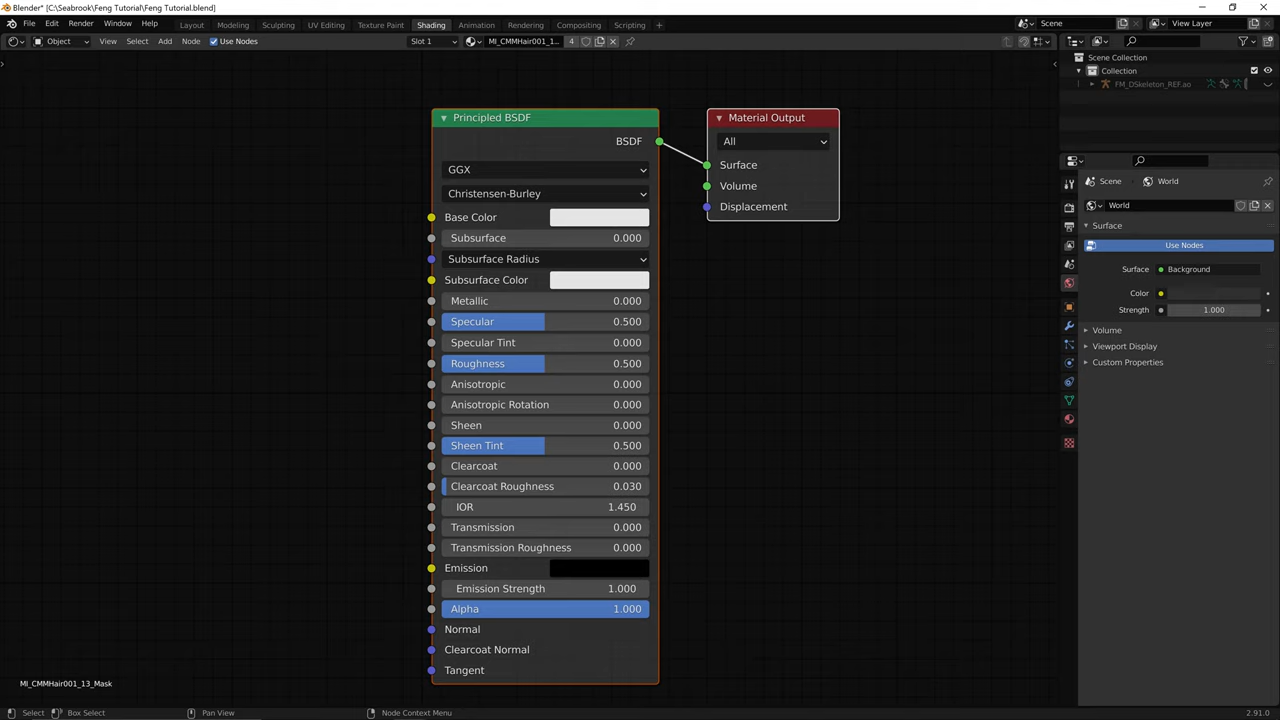 Blender* [C:\Seabrook\Feng Tutorial\Feng Tutorial.blend]
File Edit Render Window Help Layout Modeling Sculpting UV Editing Texture Paint Shading Animation Rendering Compositing Scripting + Scene View Layer
Object View Select Add Node Use Nodes Slot 1 MI_CMMHair001_1... 4
Scene Collection
Collection
FM_DSkeleton_REF.ao
Principled BSDF
BSDF
GGX
Christensen-Burley
Base Color
Subsurface 0.000
Subsurface Radius
Subsurface Color
Metallic 0.000
Specular 0.500
Specular Tint 0.000
Roughness 0.500
Anisotropic 0.000
Anisotropic Rotation 0.000
Sheen 0.000
Sheen Tint 0.500
Clearcoat 0.000
Clearcoat Roughness 0.030
IOR 1.450
Transmission 0.000
Transmission Roughness 0.000
Emission
Emission Strength 1.000
Alpha 1.000
Normal
Clearcoat Normal
Tangent
Material Output
All
Surface
Volume
Displacement
Scene World
World
Surface
Use Nodes
Surface Background
Color
Strength 1.000
Volume
Viewport Display
Custom Properties
MI_CMMHair001_13_Mask
Select Box Select Pan View Node Context Menu 2.91.0